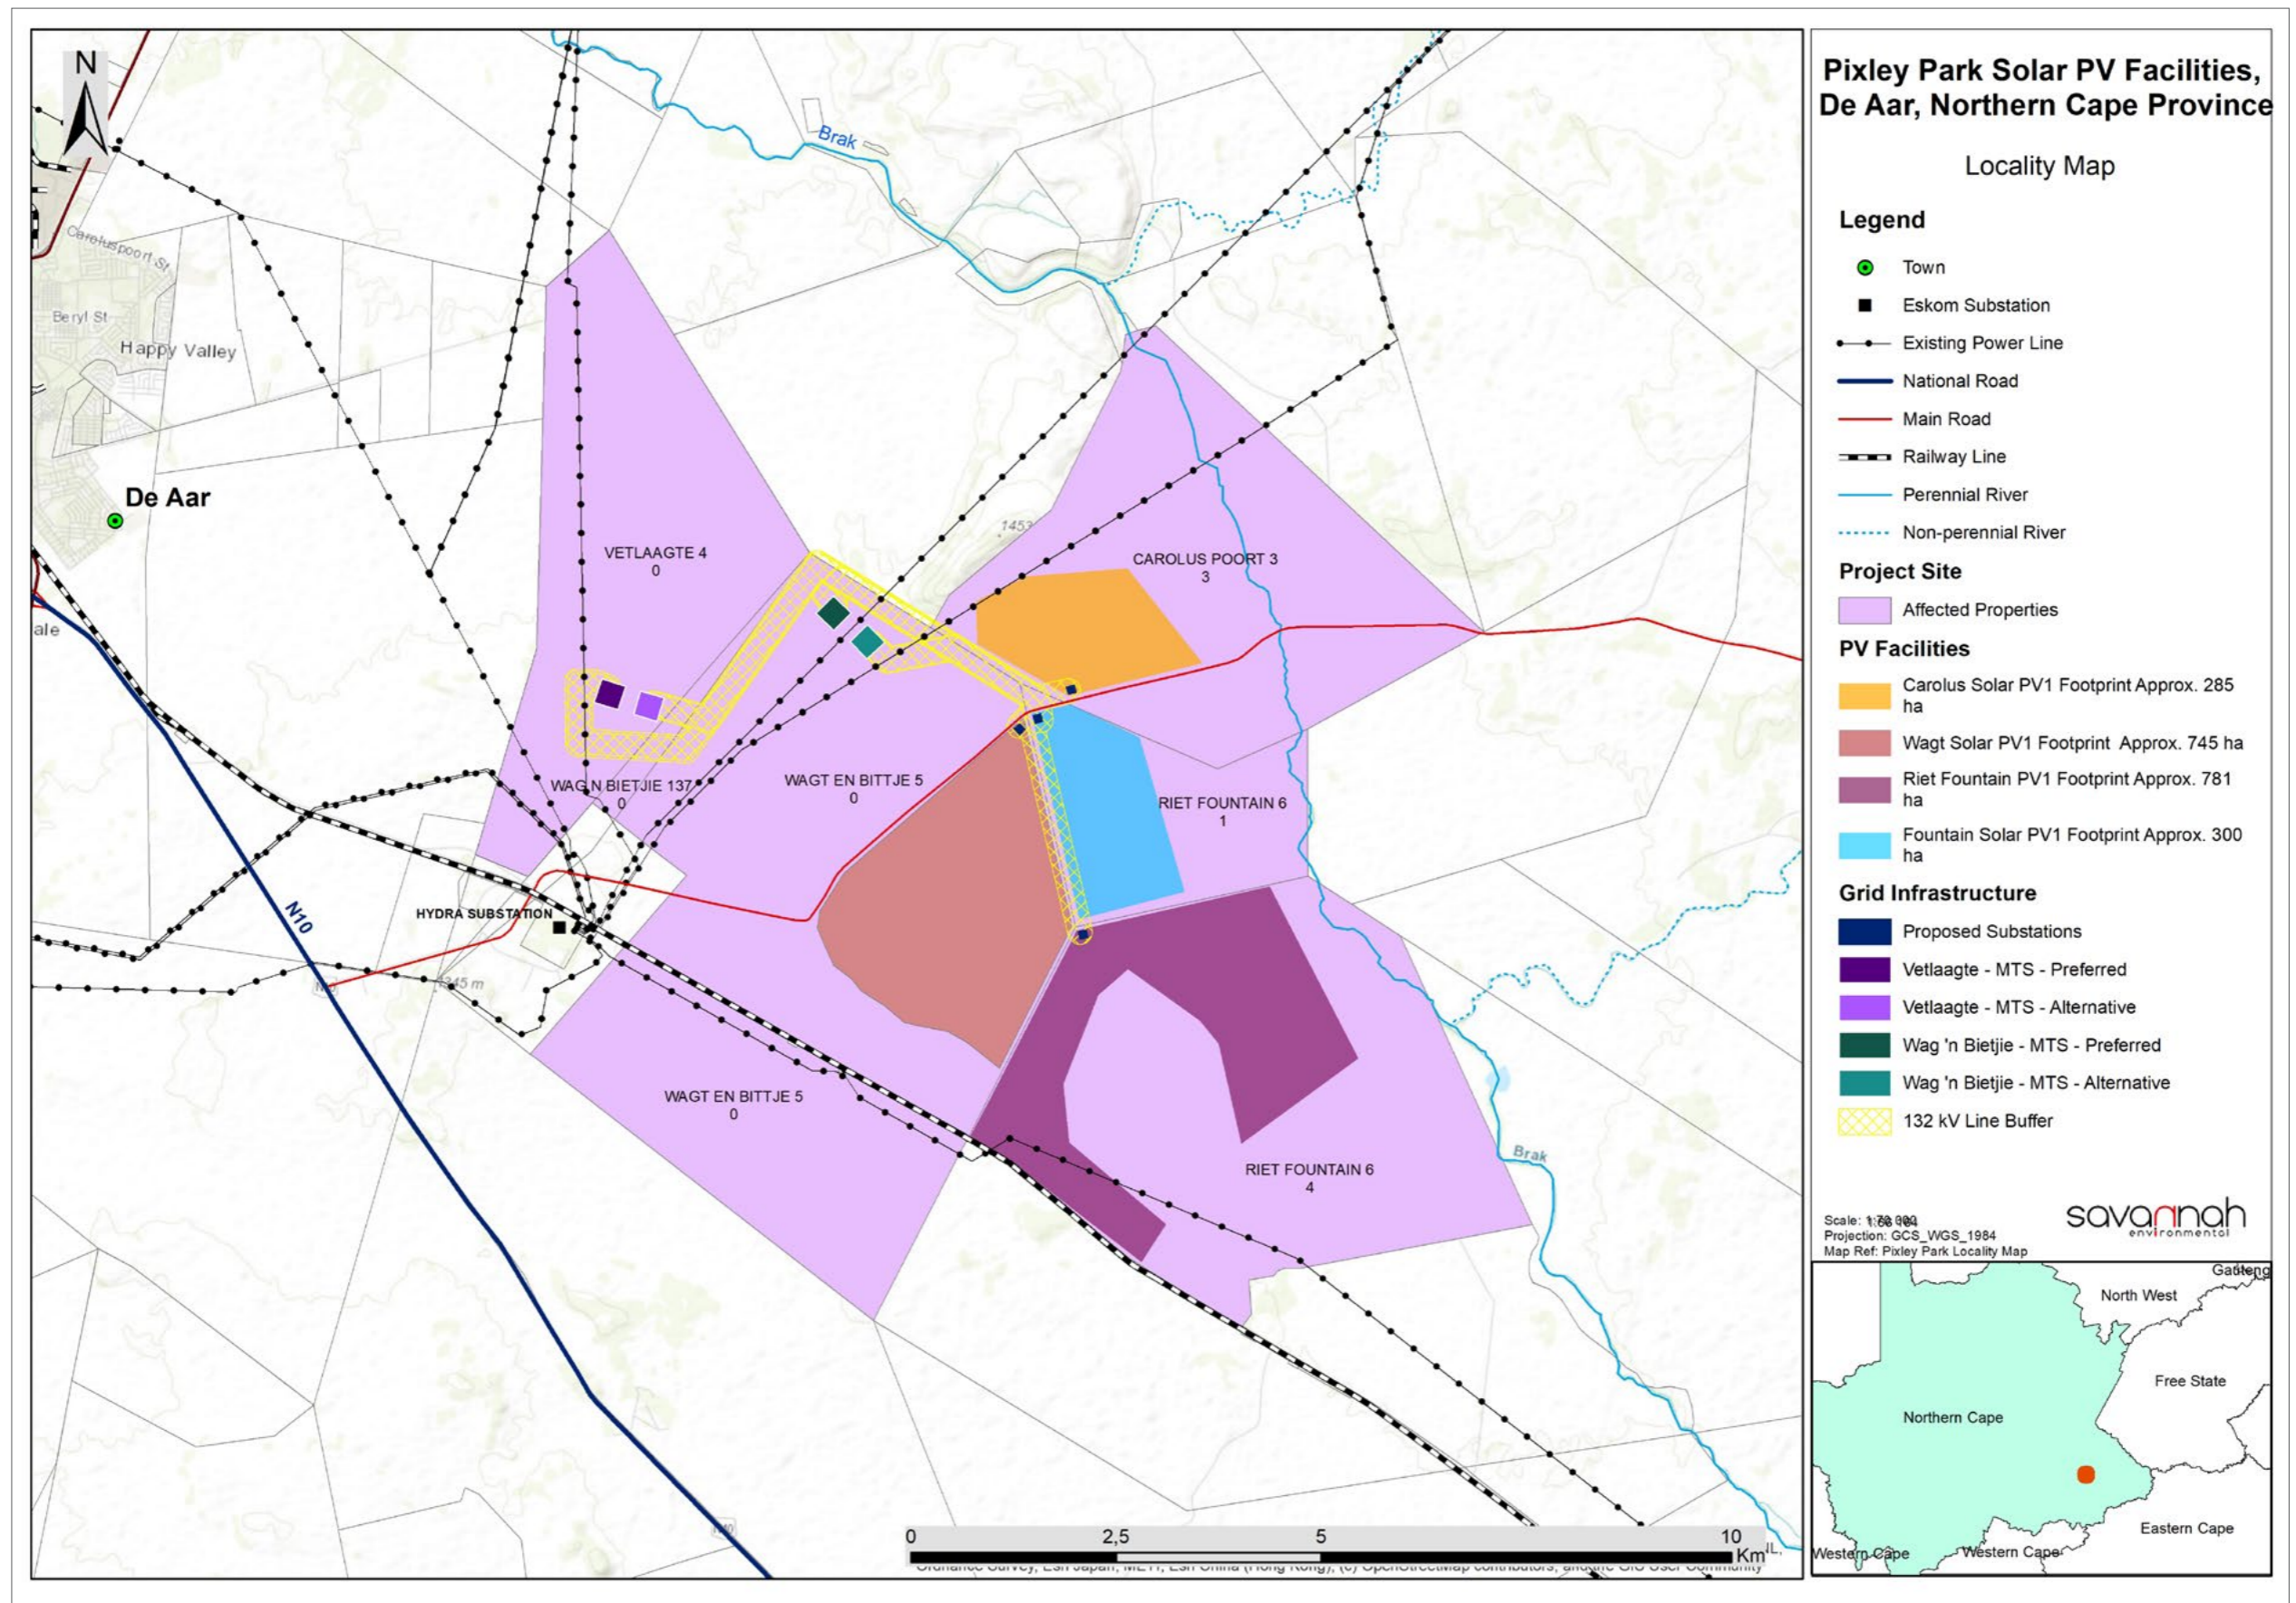 N
Brak
Caroluspoort St
Beryl St
Happy Valley
De Aar
ale
1453
VETLAAGTE 4
0
CAROLUS POORT 3
3
WAG N BIETJIE 137
0
WAGT EN BITTJE 5
0
RIET FOUNTAIN 6
1
HYDRA SUBSTATION
N10
WAGT EN BITTJE 5
0
RIET FOUNTAIN 6
4
Brak
0
2,5
5
10
Km
Pixley Park Solar PV Facilities,
De Aar, Northern Cape Province
Locality Map
Legend
Town
Eskom Substation
Existing Power Line
National Road
Main Road
Railway Line
Perennial River
Non-perennial River
Project Site
Affected Properties
PV Facilities
Carolus Solar PV1 Footprint Approx. 285
ha
Wagt Solar PV1 Footprint Approx. 745 ha
Riet Fountain PV1 Footprint Approx. 781
ha
Fountain Solar PV1 Footprint Approx. 300
ha
Grid Infrastructure
Proposed Substations
Vetlaagte - MTS - Preferred
Vetlaagte - MTS - Alternative
Wag 'n Bietjie - MTS - Preferred
Wag 'n Bietjie - MTS - Alternative
132 kV Line Buffer
Scale:
Projection: GCS_WGS_1984
Map Ref: Pixley Park Locality Map
savannah
environmental
Gauteng
North West
Free State
Northern Cape
Eastern Cape
Western Cape
Western Cape